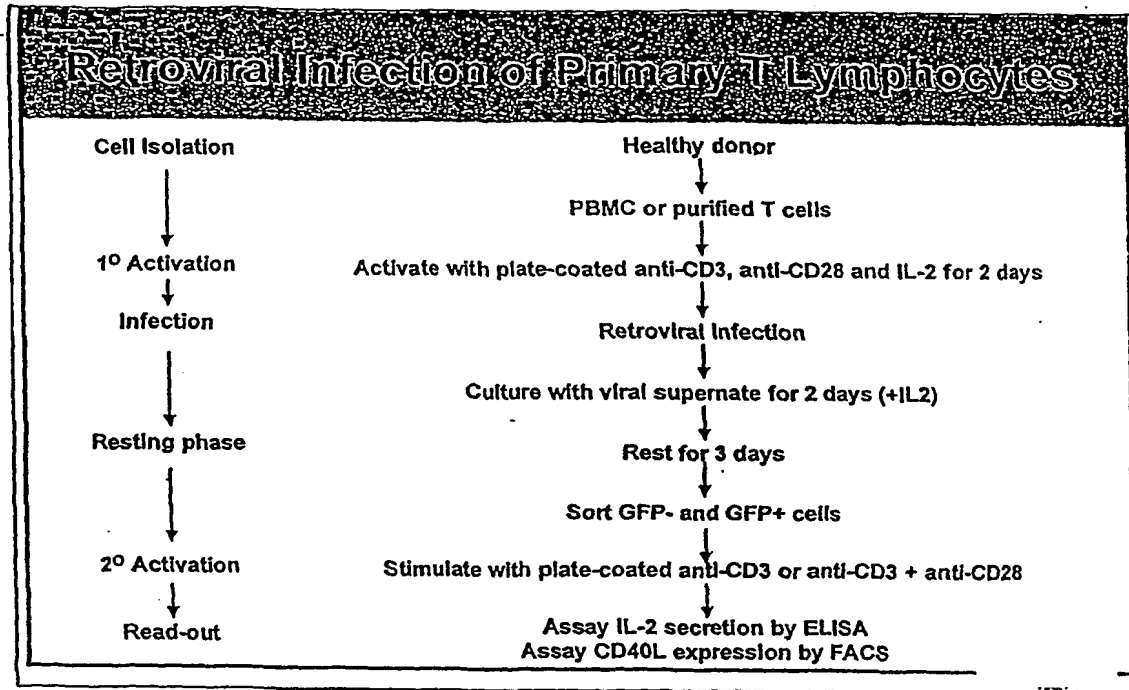 Retroviral Infection of Primary T Lymphocytes
Cell Isolation
Healthy donor
PBMC or purified T cells
1º Activation
Activate with plate-coated anti-CD3, anti-CD28 and IL-2 for 2 days
Infection
Retroviral Infection
Culture with viral supernate for 2 days (+IL2)
Resting phase
Rest for 3 days
Sort GFP- and GFP+ cells
2º Activation
Stimulate with plate-coated anti-CD3 or anti-CD3 + anti-CD28
Read-out
Assay IL-2 secretion by ELISA
Assay CD40L expression by FACS